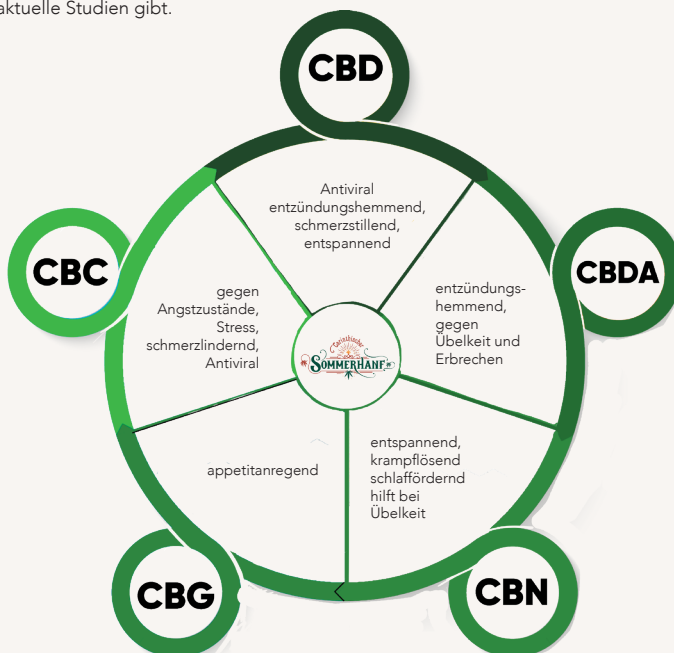 aktuelle Studien gibt.
CBD
Antiviral
entzündungshemmend,
schmerzstillend,
entspannend
CBC
gegen
Angstzustände,
Stress,
schmerzlindernd,
Antiviral
CBDA
entzündungs-
hemmend,
gegen
Übelkeit und
Erbrechen
SOMMERHANF
appetitanregend
entspannend,
krampflösend
schlaffördernd
hilft bei
Übelkeit
CBG
CBN